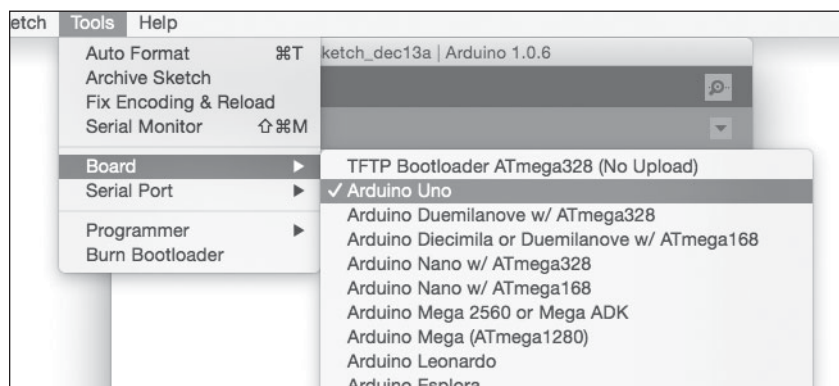 etch Tools Help
Auto Format ⌘T
Archive Sketch
Fix Encoding & Reload
Serial Monitor ⇧⌘M
Board ▶
Serial Port ▶
Programmer ▶
Burn Bootloader
ketch_dec13a | Arduino 1.0.6
TFTP Bootloader ATmega328 (No Upload)
✓ Arduino Uno
Arduino Duemilanove w/ ATmega328
Arduino Diecimila or Duemilanove w/ ATmega168
Arduino Nano w/ ATmega328
Arduino Nano w/ ATmega168
Arduino Mega 2560 or Mega ADK
Arduino Mega (ATmega1280)
Arduino Leonardo
Arduino Esplora